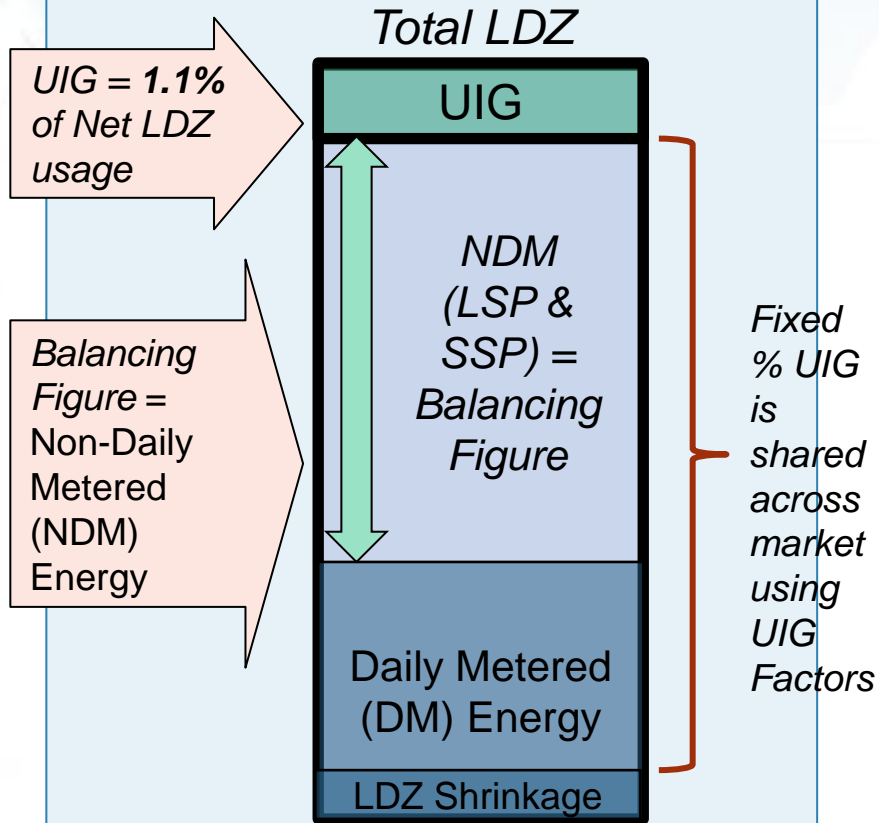 Total LDZ
UIG = 1.1%
of Net LDZ
usage
UIG
NDM
(LSP &
SSP) =
Balancing
Figure
Balancing
Figure =
Non-Daily
Metered
(NDM)
Energy
Fixed
% UIG
is
shared
across
market
using
UIG
Factors
Daily Metered
(DM) Energy
LDZ Shrinkage